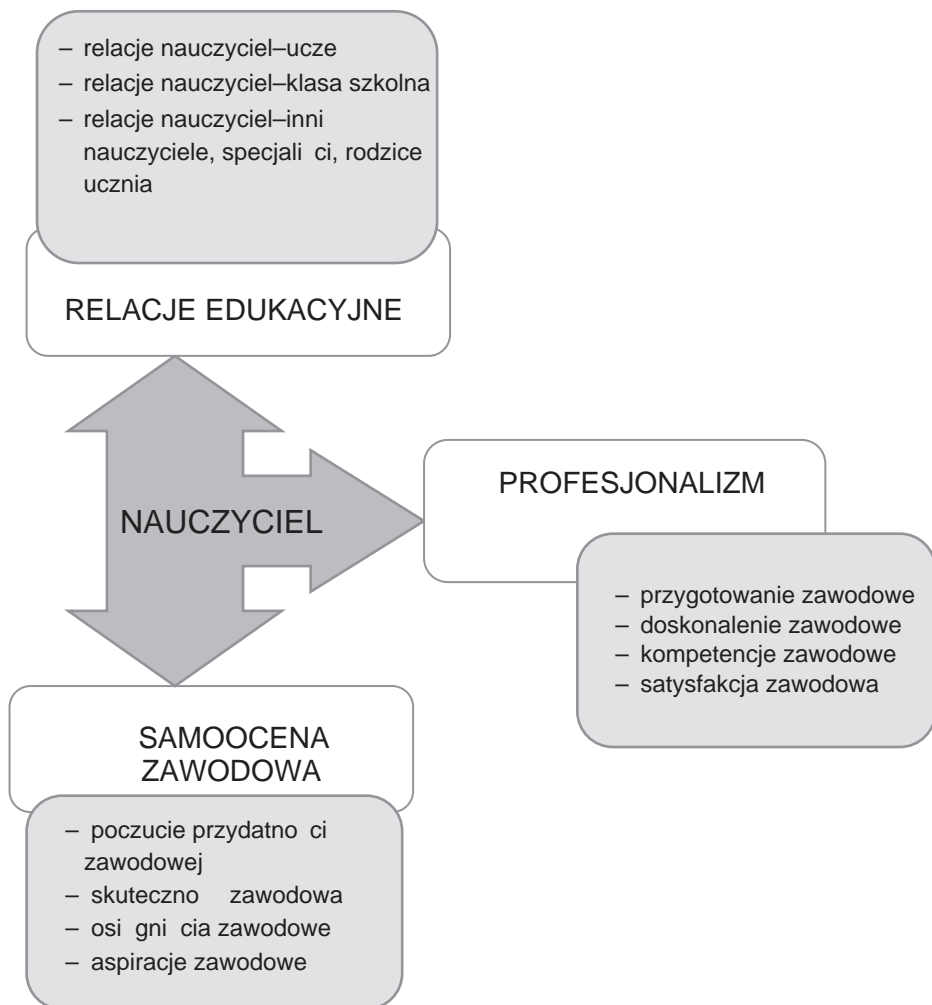 – relacje nauczyciel–ucze
– relacje nauczyciel–klasa szkolna
– relacje nauczyciel–inni
nauczyciele, specjali ci, rodzice
ucznia
RELACJE EDUKACYJNE
PROFESJONALIZM
NAUCZYCIEL
– przygotowanie zawodowe
– doskonalenie zawodowe
– kompetencje zawodowe
– satysfakcja zawodowa
SAMOOCENA
ZAWODOWA
– poczucie przydatno ci
zawodowej
– skuteczno zawodowa
– osi gni cia zawodowe
– aspiracje zawodowe